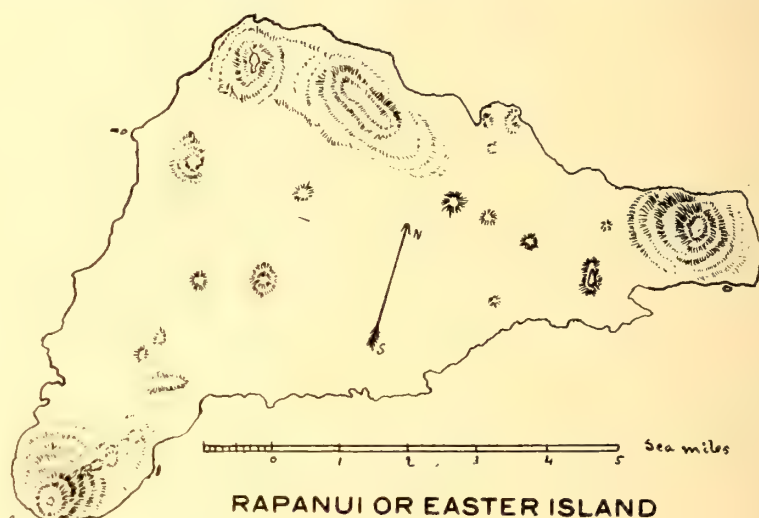 N
S
Sea miles
0 1 2 3 4 5
RAPANUI OR EASTER ISLAND